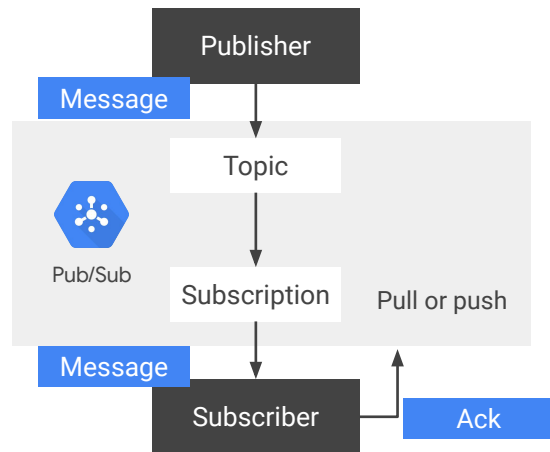 Publisher
Message
Topic
Pub/Sub
Subscription
Pull or push
Message
Subscriber
Ack